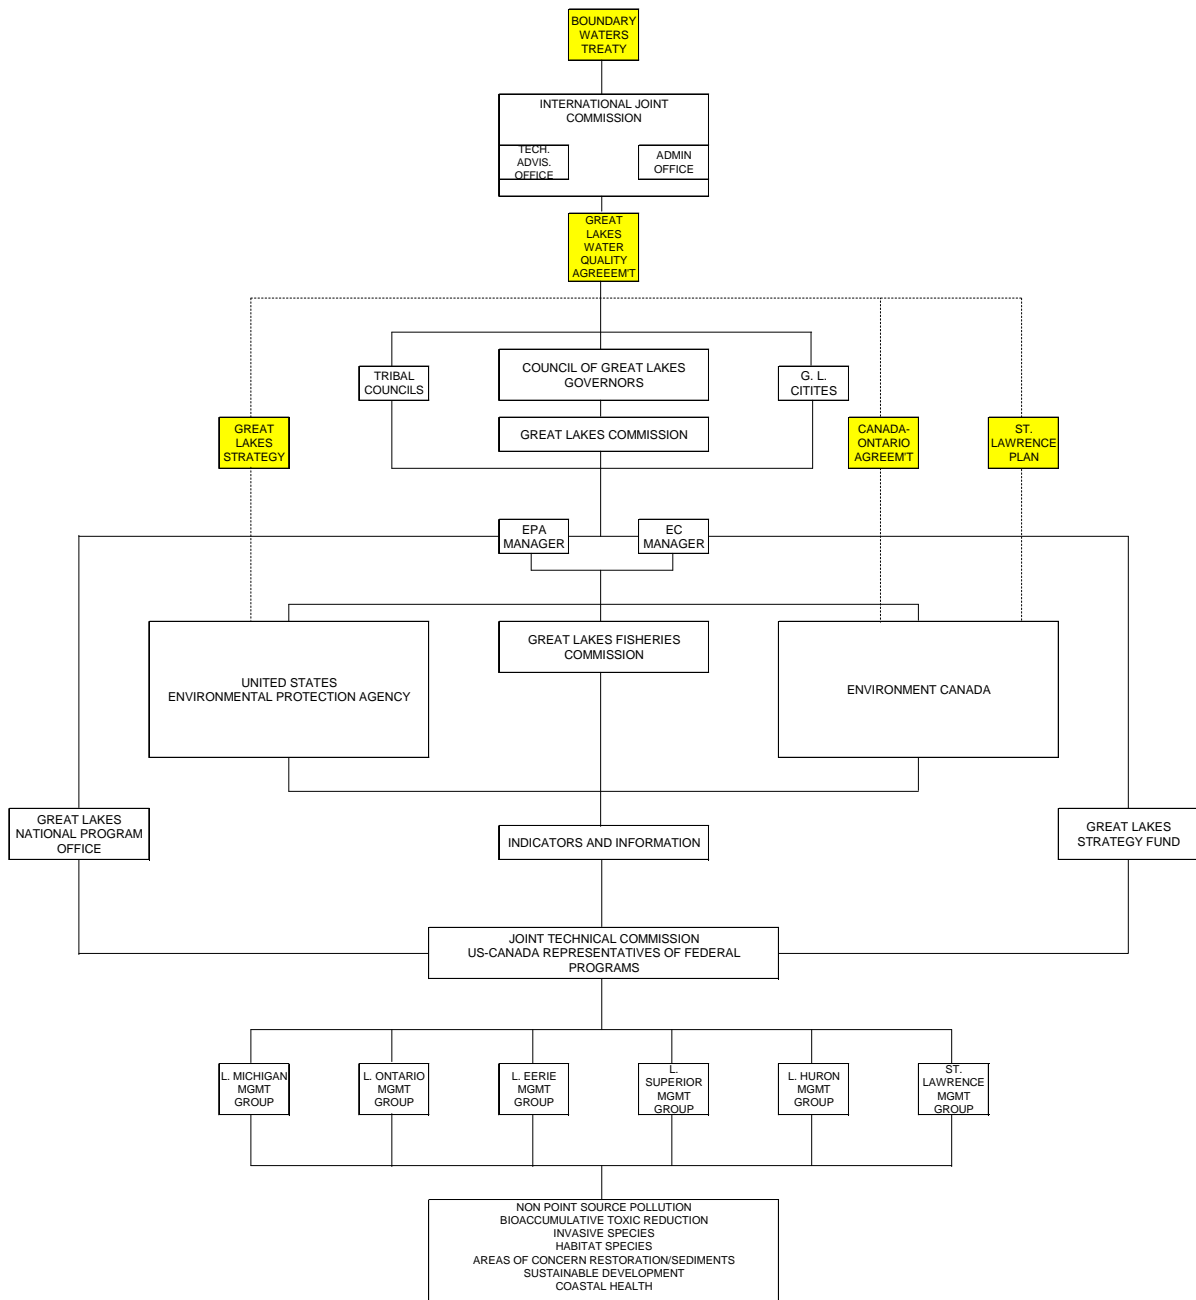 BOUNDARY
WATERS
TREATY
INTERNATIONAL JOINT
COMMISSION
TECH.
ADVIS.
OFFICE
ADMIN
OFFICE
GREAT
LAKES
WATER
QUALITY
AGREEEM'T
TRIBAL
COUNCILS
COUNCIL OF GREAT LAKES
GOVERNORS
G. L.
CITITES
GREAT LAKES COMMISSION
GREAT
LAKES
STRATEGY
CANADA-
ONTARIO
AGREEM'T
ST.
LAWRENCE
PLAN
EPA
MANAGER
EC
MANAGER
UNITED STATES
ENVIRONMENTAL PROTECTION AGENCY
GREAT LAKES FISHERIES
COMMISSION
ENVIRONMENT CANADA
GREAT LAKES
NATIONAL PROGRAM
OFFICE
INDICATORS AND INFORMATION
GREAT LAKES
STRATEGY FUND
JOINT TECHNICAL COMMISSION
US-CANADA REPRESENTATIVES OF FEDERAL
PROGRAMS
L. MICHIGAN
MGMT
GROUP
L. ONTARIO
MGMT
GROUP
L. EERIE
MGMT
GROUP
L.
SUPERIOR
MGMT
GROUP
L. HURON
MGMT
GROUP
ST.
LAWRENCE
MGMT
GROUP
NON POINT SOURCE POLLUTION
BIOACCUMULATIVE TOXIC REDUCTION
INVASIVE SPECIES
HABITAT SPECIES
AREAS OF CONCERN RESTORATION/SEDIMENTS
SUSTAINABLE DEVELOPMENT
COASTAL HEALTH